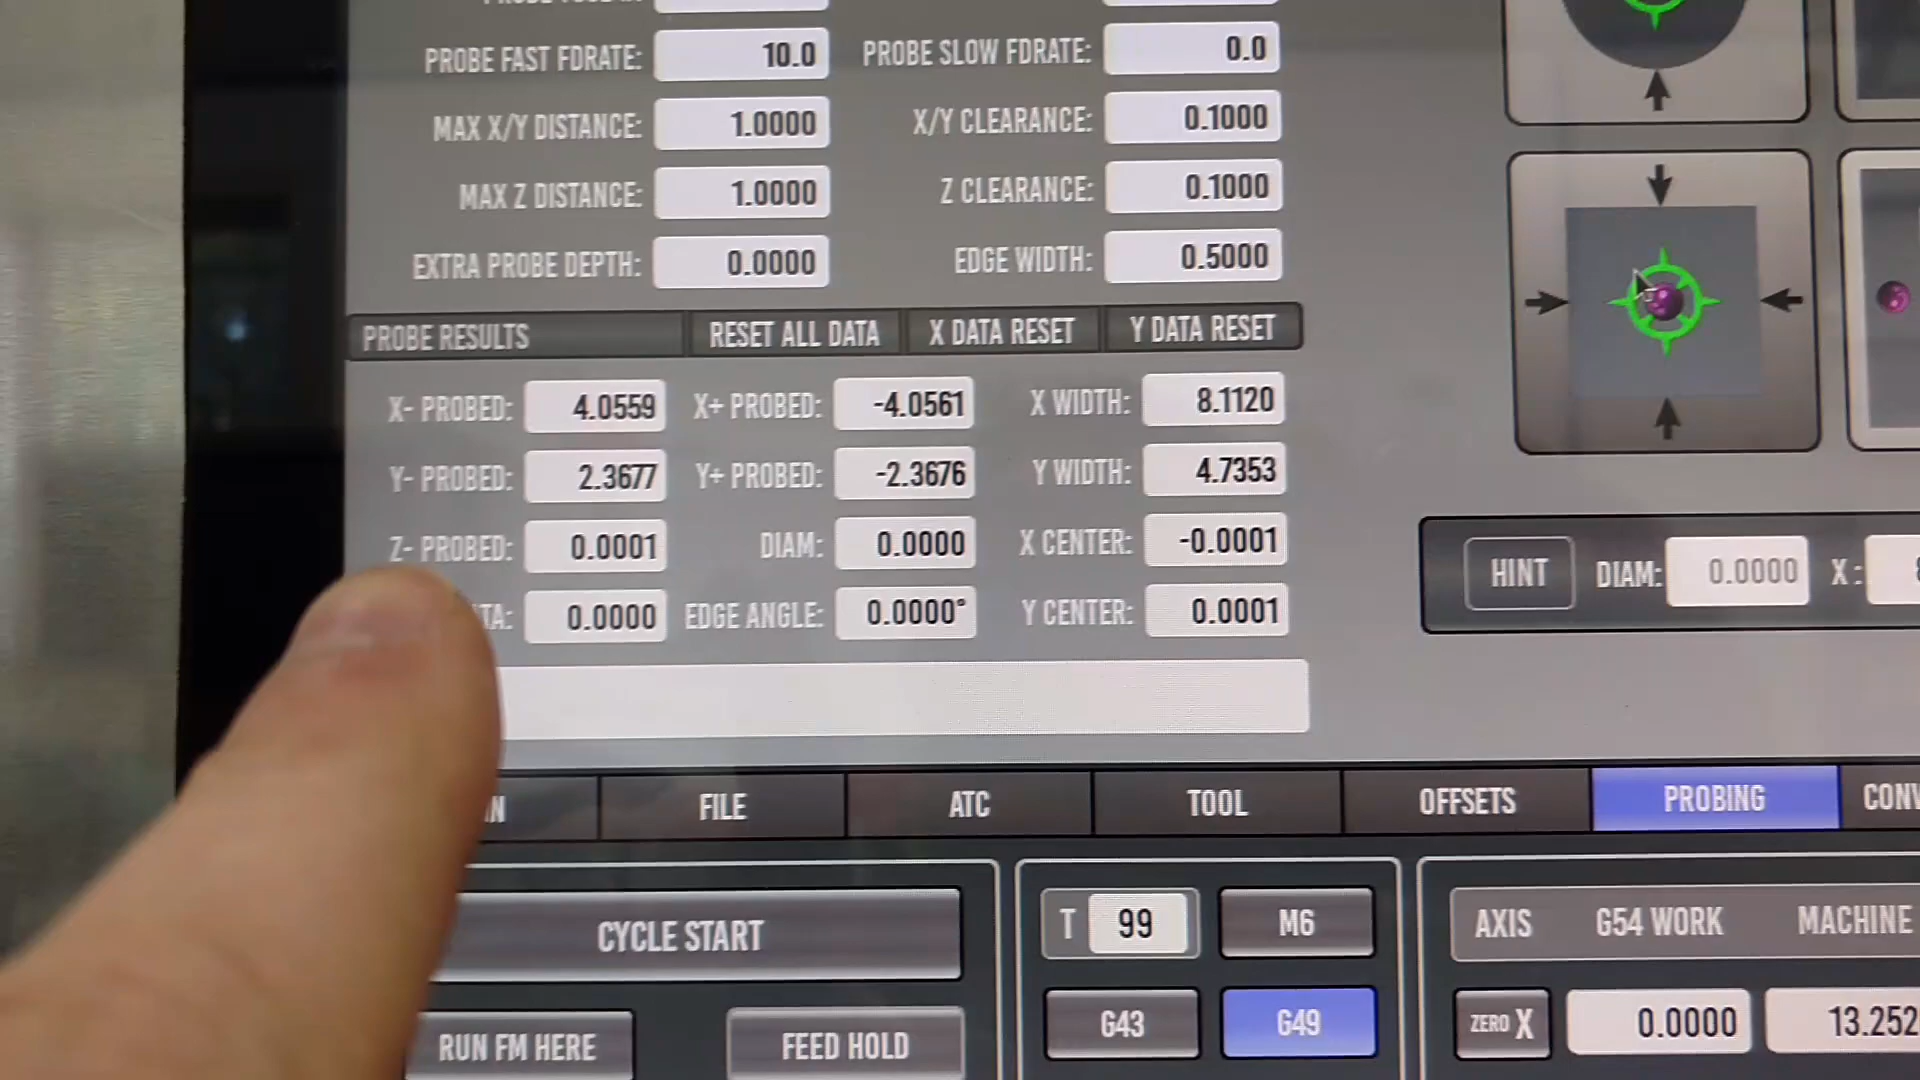 PROBE FAST FDRATE: 10.0 PROBE SLOW FDRATE: 0.0
MAX X/Y DISTANCE: 1.0000 X/Y CLEARANCE: 0.1000
MAX Z DISTANCE: 1.0000 Z CLEARANCE: 0.1000
EXTRA PROBE DEPTH: 0.0000 EDGE WIDTH: 0.5000
PROBE RESULTS RESET ALL DATA X DATA RESET Y DATA RESET
X- PROBED: 4.0559 X+ PROBED: -4.0561 X WIDTH: 8.1120
Y- PROBED: 2.3677 Y+ PROBED: -2.3676 Y WIDTH: 4.7353
Z- PROBED: 0.0001 DIAM: 0.0000 X CENTER: -0.0001
TA: 0.0000 EDGE ANGLE: 0.0000° Y CENTER: 0.0001
HINT DIAM: 0.0000 X:
N FILE ATC TOOL OFFSETS PROBING CONV
CYCLE START
RUN FM HERE FEED HOLD
T 99 M6
G43 G49
AXIS G54 WORK MACHINE
ZERO X 0.0000 13.252